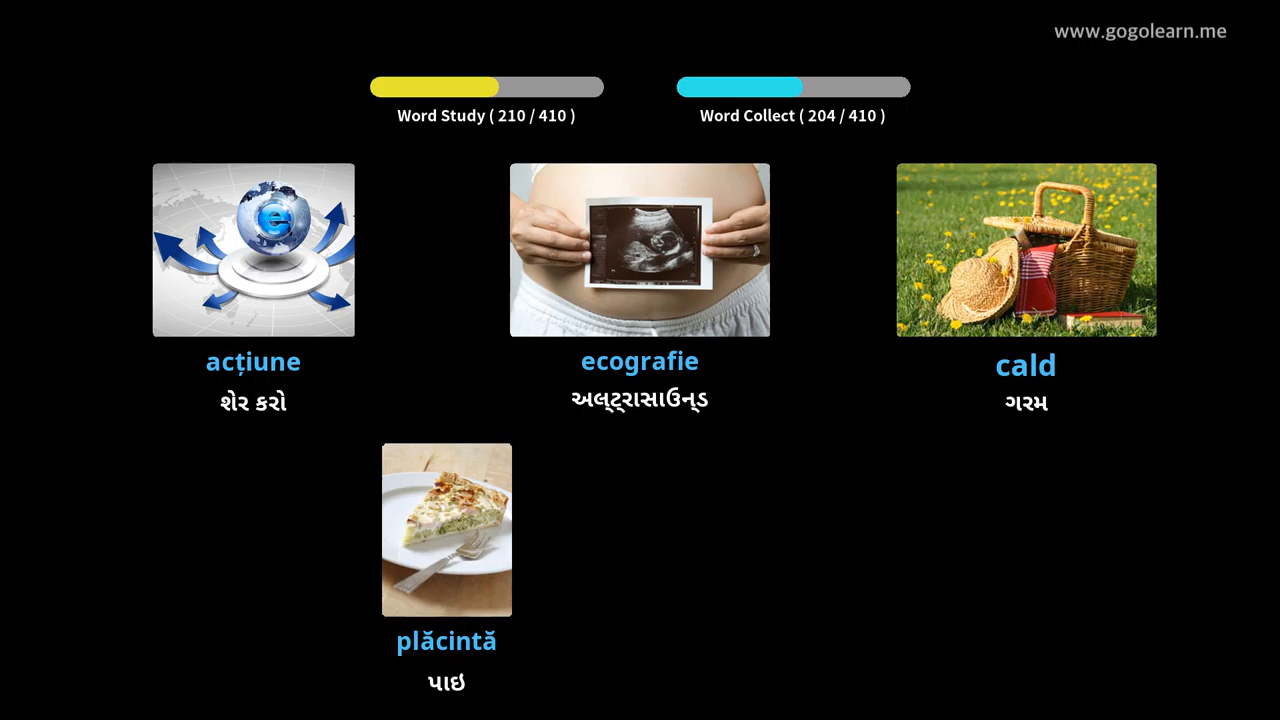 www.gogolearn.me
Word Study ( 210 / 410 )
Word Collect ( 204 / 410 )
acțiune
શેર કરો
ecografie
અલ્ટ્રાસાઉન્ડ
cald
ગરમ
plăcintă
પાઇ